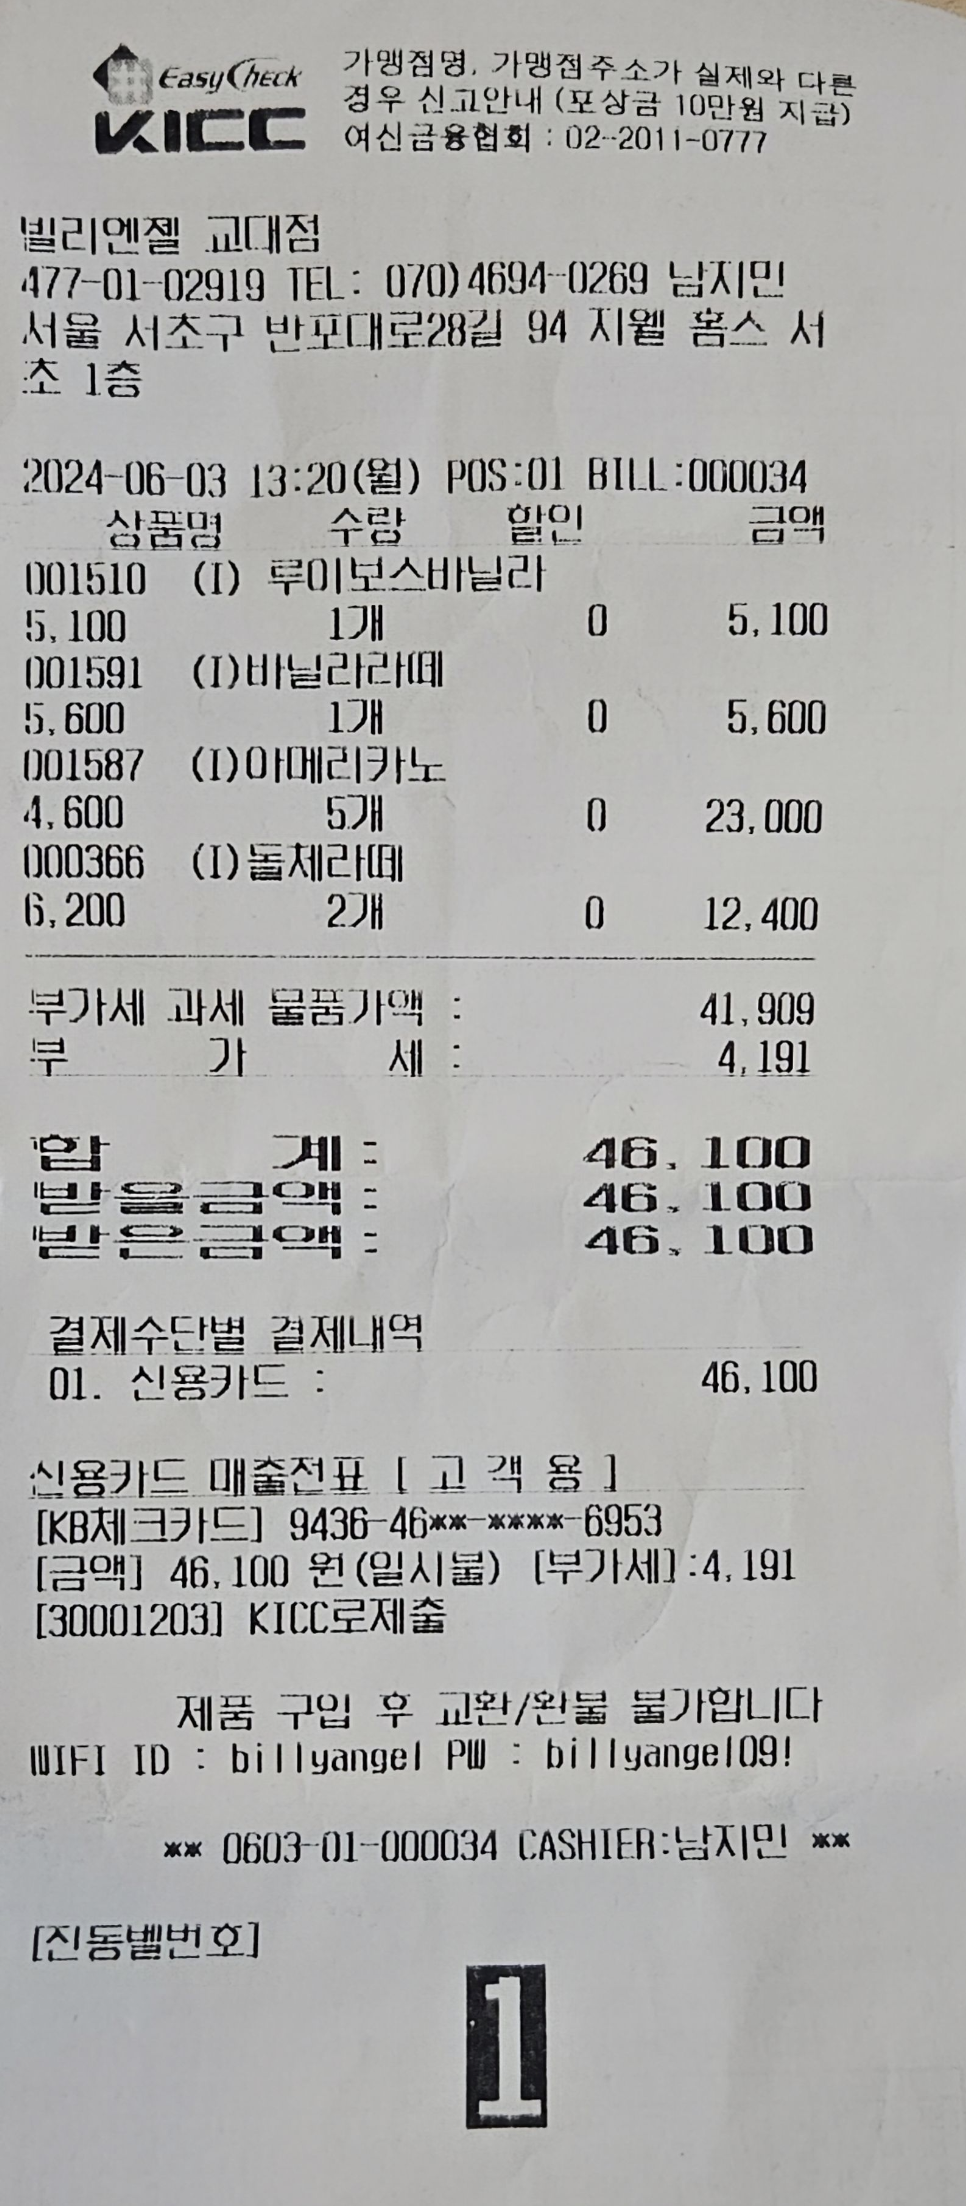 EasyCheck
KICC
가맹점명, 가맹점주소가 실제와 다른
경우 신고안내 (포상금 10만원 지급)
여신금융협회 : 02-2011-0777
빌리엔젤 교대점
477-01-02919 TEL: 070)4694-0269 남지민
서울 서초구 반포대로28길 94 지웰 홈스 서
초 1층
2024-06-03 13:20(월) POS:01 BILL:000034
상품명 수량 할인 금액
001510 (I) 루이보스바닐라
5,100 1개 0 5,100
001591 (I)바닐라라떼
5,600 1개 0 5,600
001587 (I)아메리카노
4,600 5개 0 23,000
000366 (I)돌체라떼
6,200 2개 0 12,400
부가세 과세 물품가액 : 41,909
부 가 세 : 4,191
합 계 : 46,100
받을금액 : 46,100
받은금액 : 46,100
결제수단별 결제내역
01. 신용카드 : 46,100
신용카드 매출전표 [ 고 객 용 ]
[KB체크카드] 9436-46**-****-6953
[금액] 46,100 원(일시불) [부가세]:4,191
[30001203] KICC로제출
제품 구입 후 교환/환불 불가합니다
WIFI ID : billyangel PW : billyangel09!
** 0603-01-000034 CASHIER:남지민 **
[진동벨번호]
1